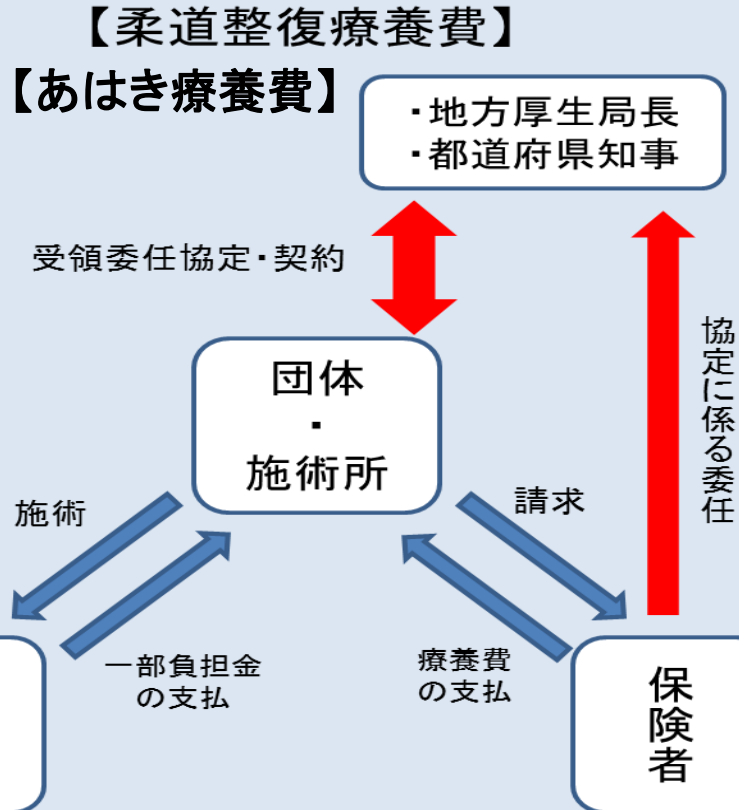 【柔道整復療養費】
【あはき療養費】
・地方厚生局長
・都道府県知事
受領委任協定・契約
団体
・
施術所
協定に係る委任
施術
請求
一部負担金
の支払
療養費
の支払
保険者